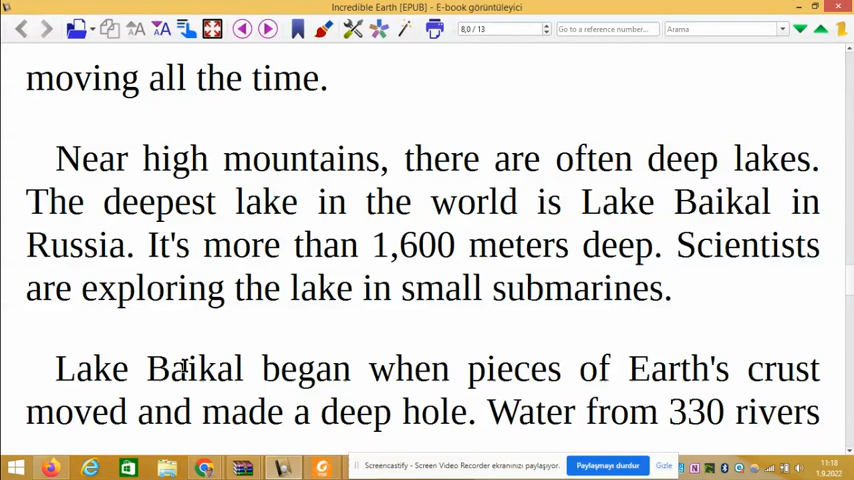 Incredible Earth [EPUB] - E-book görüntüleyici
8,0 / 13
Go to a reference number...
Arama
moving all the time.
Near high mountains, there are often deep lakes.
The deepest lake in the world is Lake Baikal in
Russia. It's more than 1,600 meters deep. Scientists
are exploring the lake in small submarines.
Lake Baikal began when pieces of Earth's crust
moved and made a deep hole. Water from 330 rivers
Screencastify - Screen Video Recorder ekranınızı paylaşıyor.
Paylaşmayı durdur
Gizle
11:18
1.9.2022